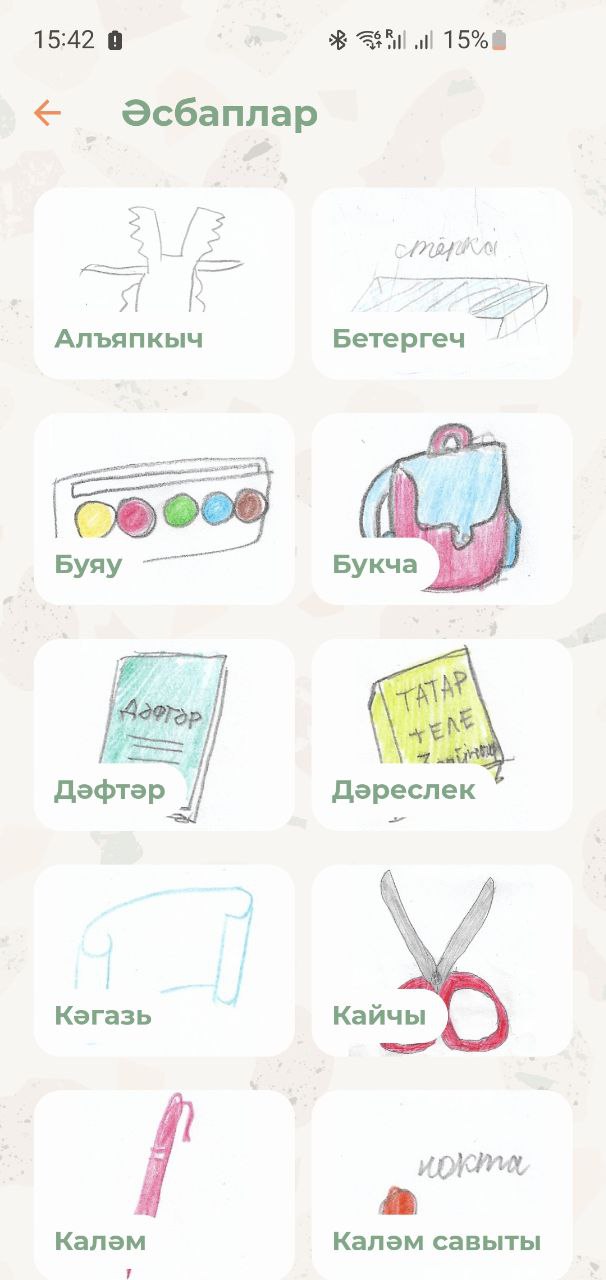 15:42
R
15%
Әсбаплар
Алъяпкыч
стёрка
Бетергеч
Буяу
Букча
ДӘФТӘР
Дәфтәр
ТАТАР
ТЕЛЕ
Дәреслек
Кәгазь
Кайчы
Каләм
нокта
Каләм савыты